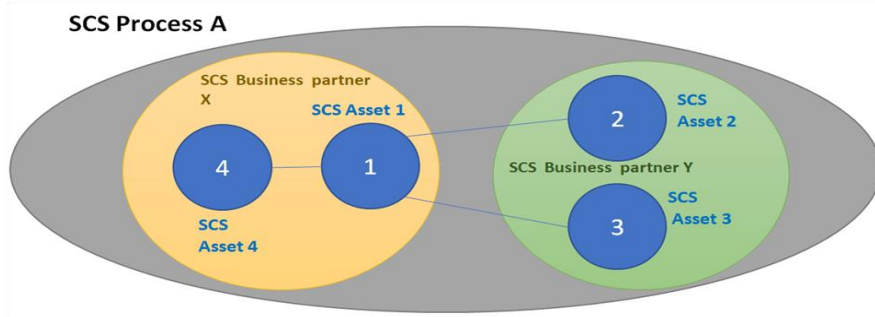 SCS Process A
SCS Business partner
X
SCS Asset 1
4
1
SCS
Asset 4
2
SCS
Asset 2
SCS Business partner Y
3
SCS
Asset 3